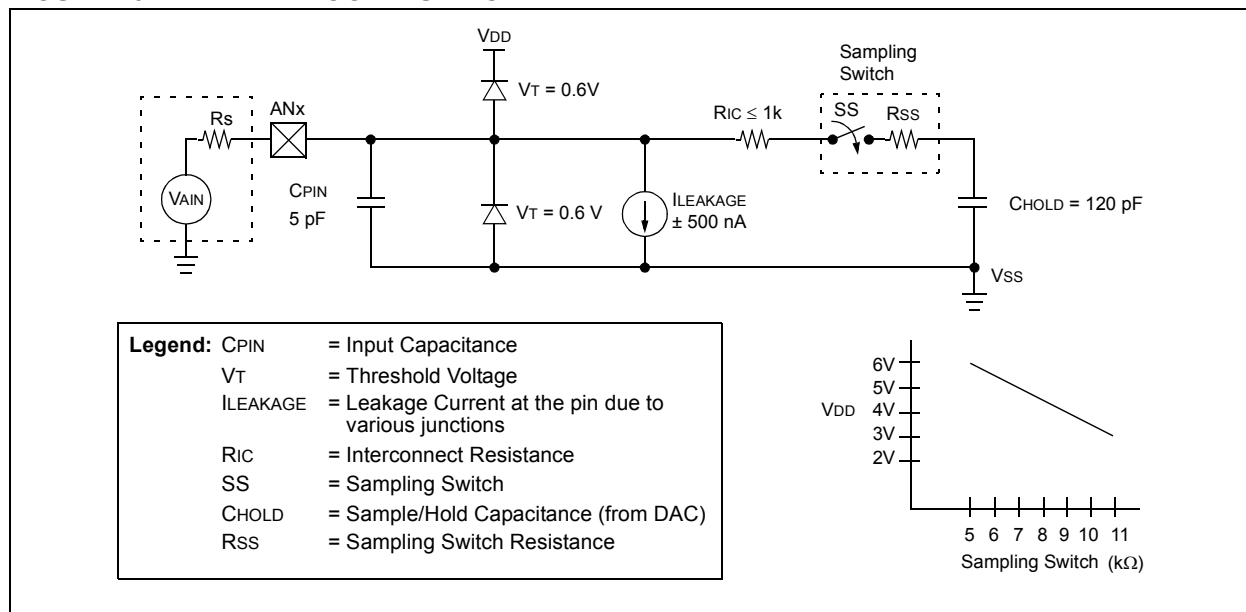 VDD
Sampling
Switch
VT = 0.6V
ANx
RIC ≤ 1k
SS
RSS
Rs
VAIN
CPIN
5 pF
VT = 0.6 V
ILEAKAGE
± 500 nA
CHOLD = 120 pF
VSS
Legend: CPIN = Input Capacitance
VT = Threshold Voltage
ILEAKAGE = Leakage Current at the pin due to
various junctions
RIC = Interconnect Resistance
SS = Sampling Switch
CHOLD = Sample/Hold Capacitance (from DAC)
RSS = Sampling Switch Resistance
6V
5V
VDD 4V
3V
2V
5 6 7 8 9 10 11
Sampling Switch (kΩ)